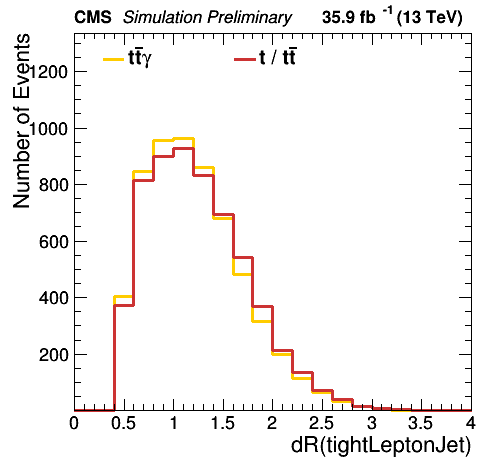 CMS Simulation Preliminary 35.9 fb⁻¹ (13 TeV)
Number of Events
tt̄γ t / tt̄
1200
1000
800
600
400
200
0 0.5 1 1.5 2 2.5 3 3.5 4
dR(tightLeptonJet)